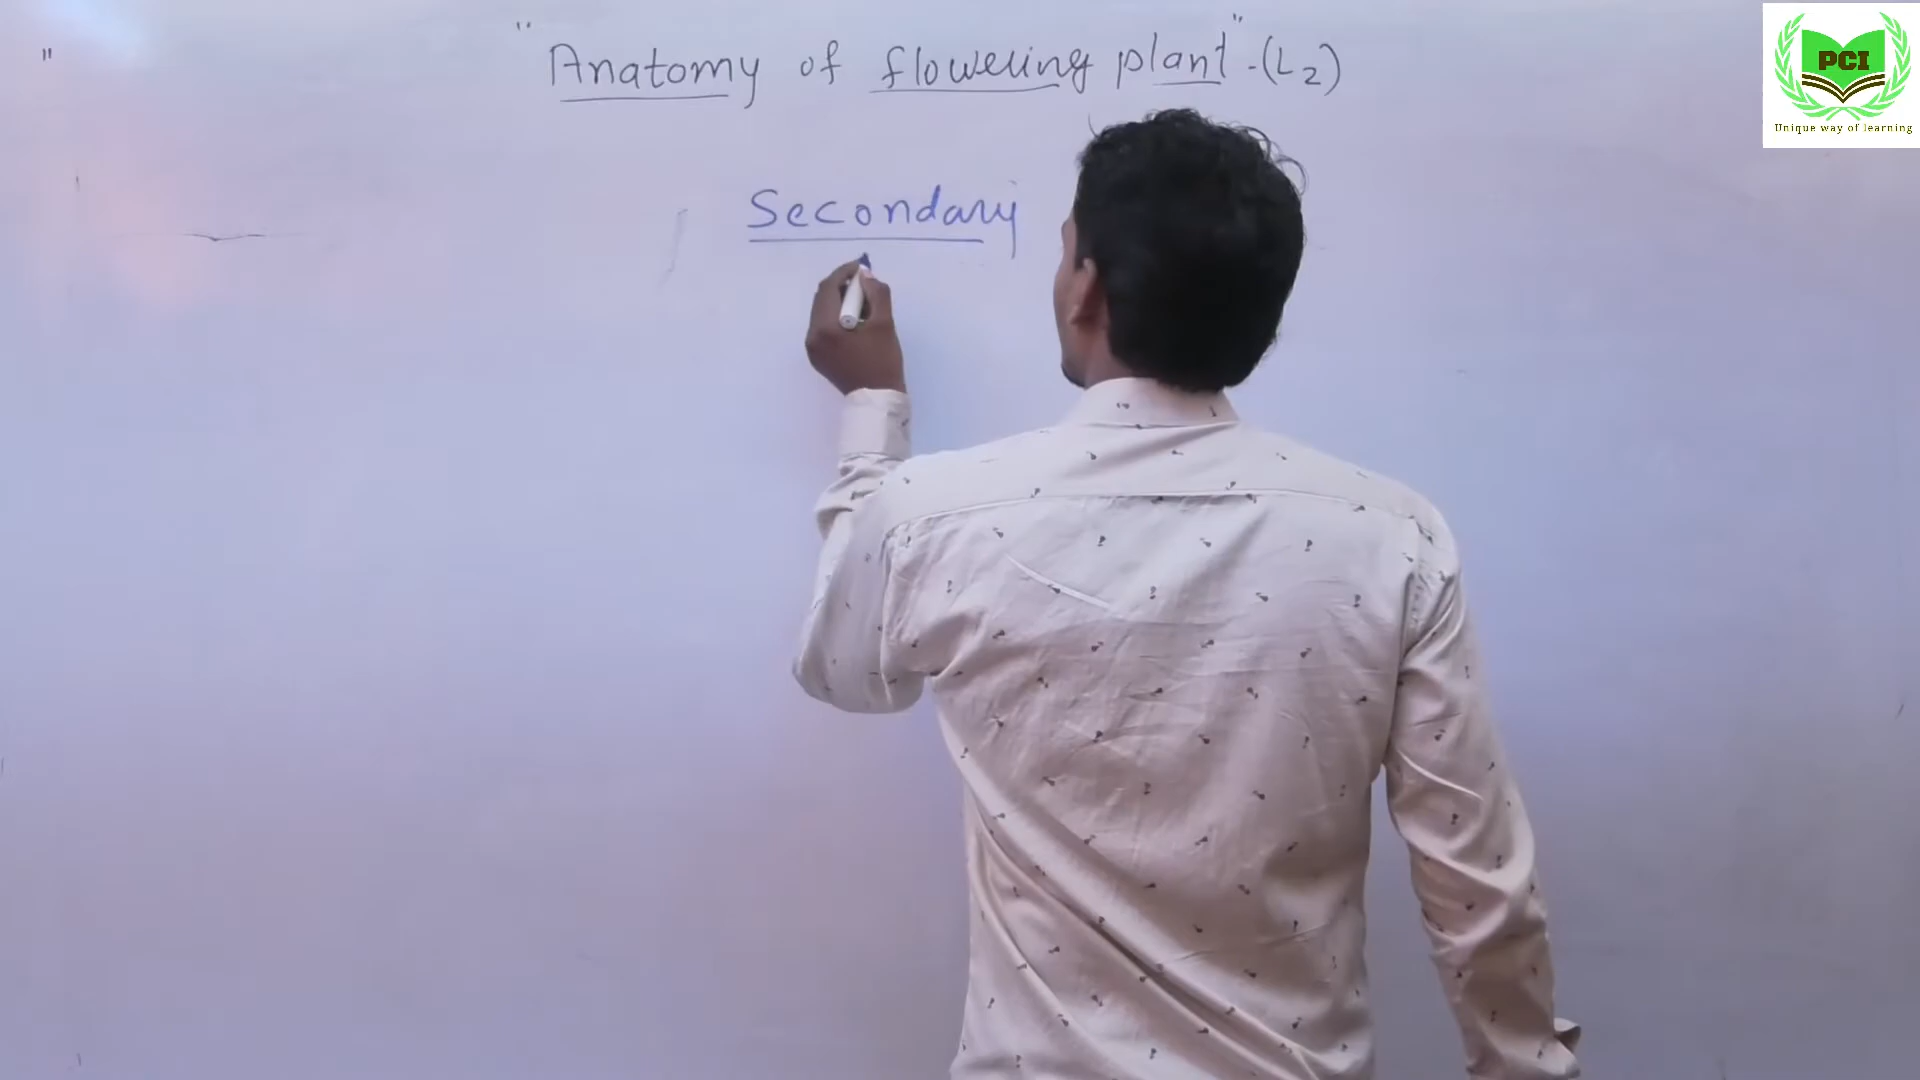 "Anatomy of flowering plant" - (L2)
"
PCI
Unique way of learning
Secondary